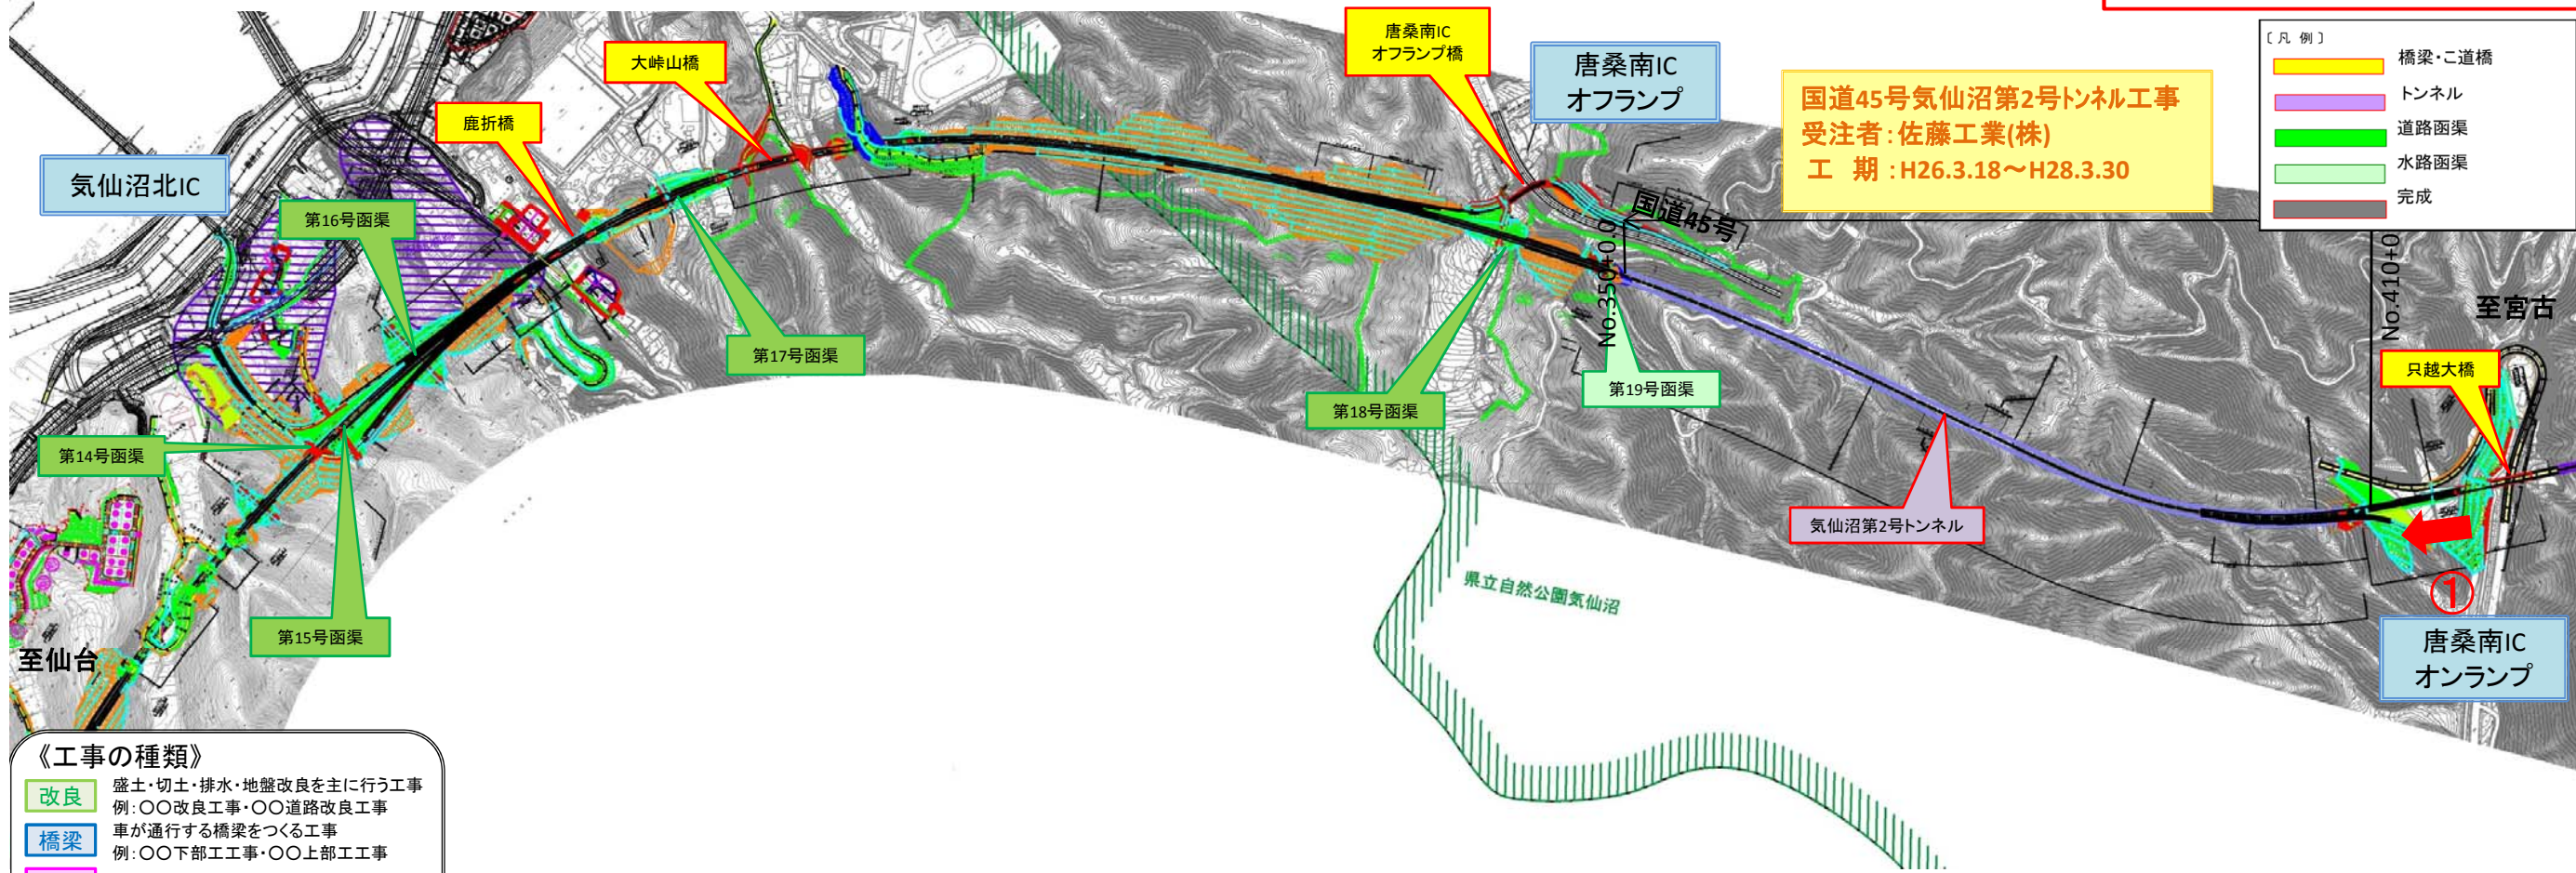 唐桑南IC
オフランプ橋
大峠山橋
唐桑南IC
オフランプ
〔 凡 例 〕
橋梁・こ道橋
トンネル
道路函渠
水路函渠
完成
国道45号気仙沼第2号トンネル工事
受注者：佐藤工業(株)
工　期：H26.3.18～H28.3.30
鹿折橋
気仙沼北IC
第16号函渠
国道45号
No.350+0.0
No.410+0
至宮古
第17号函渠
只越大橋
第19号函渠
第18号函渠
第14号函渠
気仙沼第2号トンネル
県立自然公園気仙沼
①
第15号函渠
唐桑南IC
オンランプ
至仙台
《工事の種類》
改良
盛土・切土・排水・地盤改良を主に行う工事
例：〇〇改良工事・〇〇道路改良工事
橋梁
車が通行する橋梁をつくる工事
例：〇〇下部工工事・〇〇上部工工事